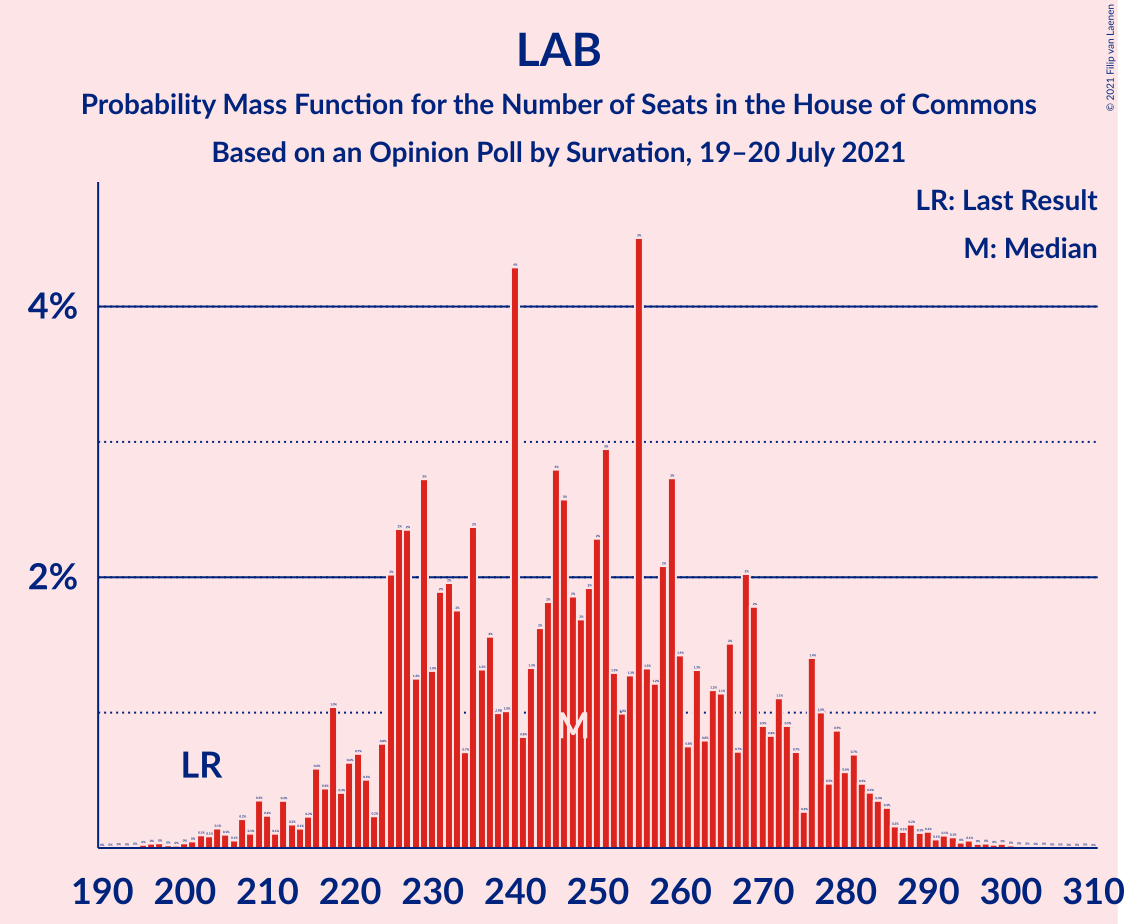 LAB
Probability Mass Function for the Number of Seats in the House of Commons
Based on an Opinion Poll by Survation, 19–20 July 2021
© 2021 Filip van Laenen
LR: Last Result
M: Median
4%
2%
LR
M
190 200 210 220 230 240 250 260 270 280 290 300 310